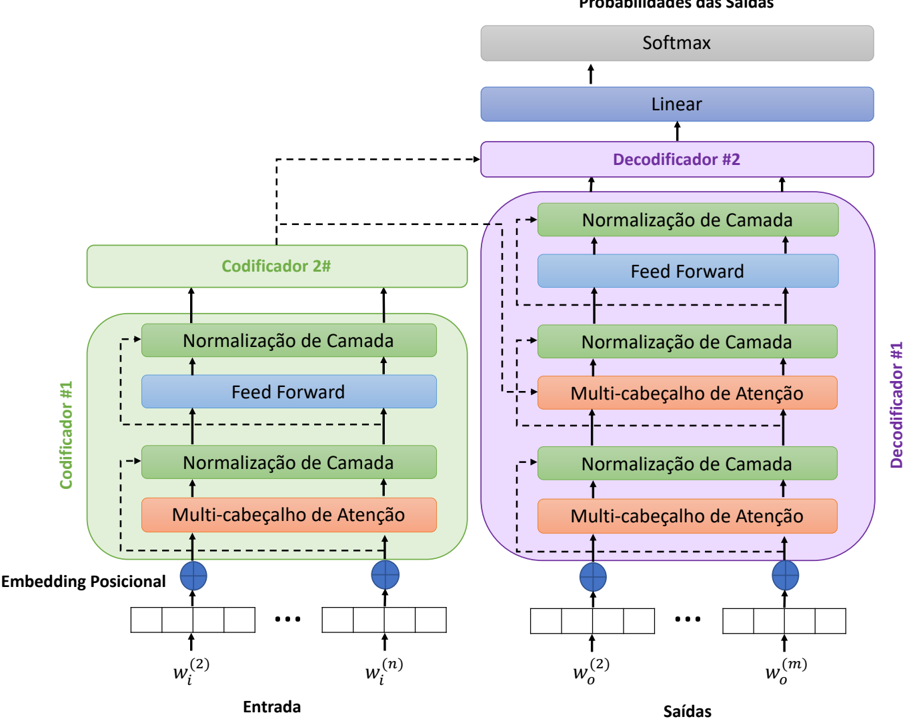 Probabilidades das Saídas
Softmax
Linear
Decodificador #2
Normalização de Camada
Feed Forward
Normalização de Camada
Multi-cabeçalho de Atenção
Normalização de Camada
Multi-cabeçalho de Atenção
Decodificador #1
Codificador 2#
Normalização de Camada
Feed Forward
Normalização de Camada
Multi-cabeçalho de Atenção
Codificador #1
Embedding Posicional
...
...
w_i^(2)
w_i^(n)
w_o^(2)
w_o^(m)
Entrada
Saídas